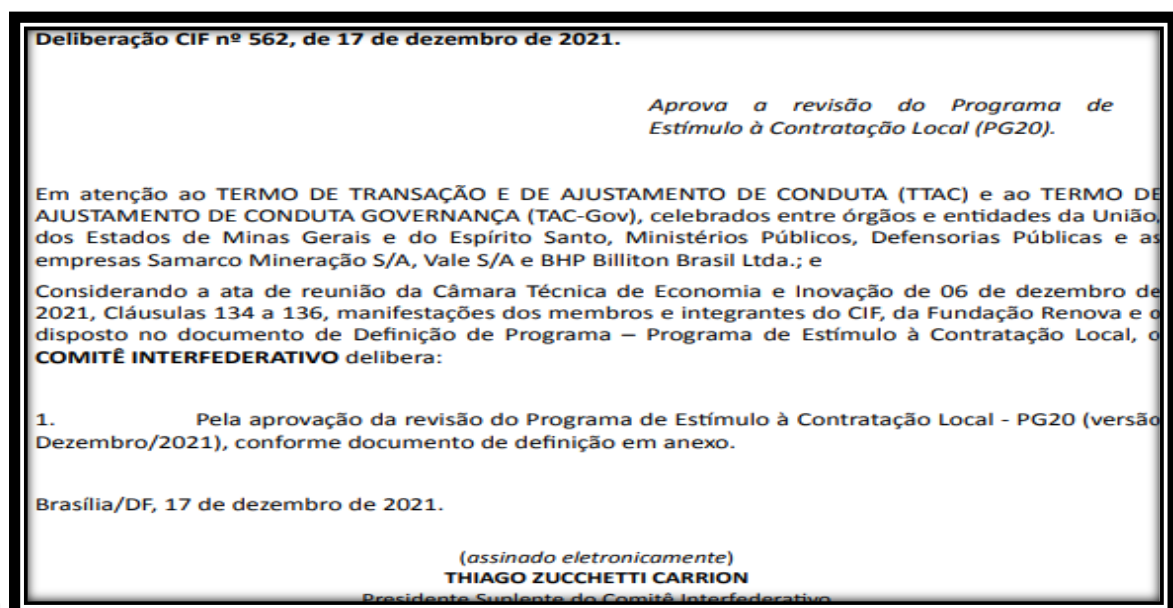 Deliberação CIF nº 562, de 17 de dezembro de 2021.
Aprova a revisão do Programa de
Estímulo à Contratação Local (PG20).
Em atenção ao TERMO DE TRANSAÇÃO E DE AJUSTAMENTO DE CONDUTA (TTAC) e ao TERMO DE
AJUSTAMENTO DE CONDUTA GOVERNANÇA (TAC-Gov), celebrados entre órgãos e entidades da União,
dos Estados de Minas Gerais e do Espírito Santo, Ministérios Públicos, Defensorias Públicas e as
empresas Samarco Mineração S/A, Vale S/A e BHP Billiton Brasil Ltda.; e
Considerando a ata de reunião da Câmara Técnica de Economia e Inovação de 06 de dezembro de
2021, Cláusulas 134 a 136, manifestações dos membros e integrantes do CIF, da Fundação Renova e o
disposto no documento de Definição de Programa – Programa de Estímulo à Contratação Local, o
COMITÊ INTERFEDERATIVO delibera:
1. Pela aprovação da revisão do Programa de Estímulo à Contratação Local - PG20 (versão
Dezembro/2021), conforme documento de definição em anexo.
Brasília/DF, 17 de dezembro de 2021.
(assinado eletronicamente)
THIAGO ZUCCHETTI CARRION
Presidente Suplente do Comitê Interfederativo